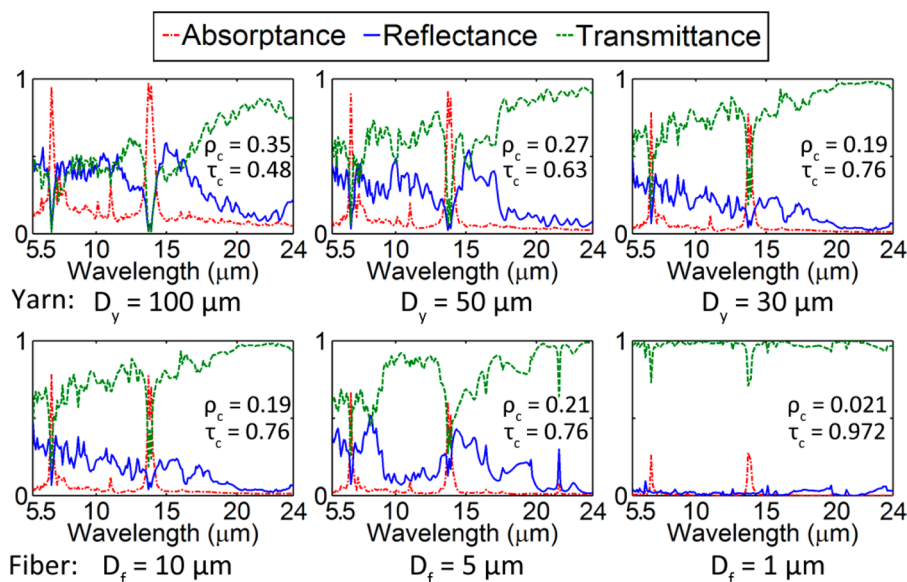 Absorptance Reflectance Transmittance
1 1 1
ρc = 0.35 ρc = 0.27 ρc = 0.19
τc = 0.48 τc = 0.63 τc = 0.76
0 0 0
5.5 10 15 20 24 5.5 10 15 20 24 5.5 10 15 20 24
Wavelength (μm) Wavelength (μm) Wavelength (μm)
Yarn: Dy = 100 μm Dy = 50 μm Dy = 30 μm
1 1 1
ρc = 0.19 ρc = 0.21 ρc = 0.021
τc = 0.76 τc = 0.76 τc = 0.972
0 0 0
5.5 10 15 20 24 5.5 10 15 20 24 5.5 10 15 20 24
Wavelength (μm) Wavelength (μm) Wavelength (μm)
Fiber: Df = 10 μm Df = 5 μm Df = 1 μm